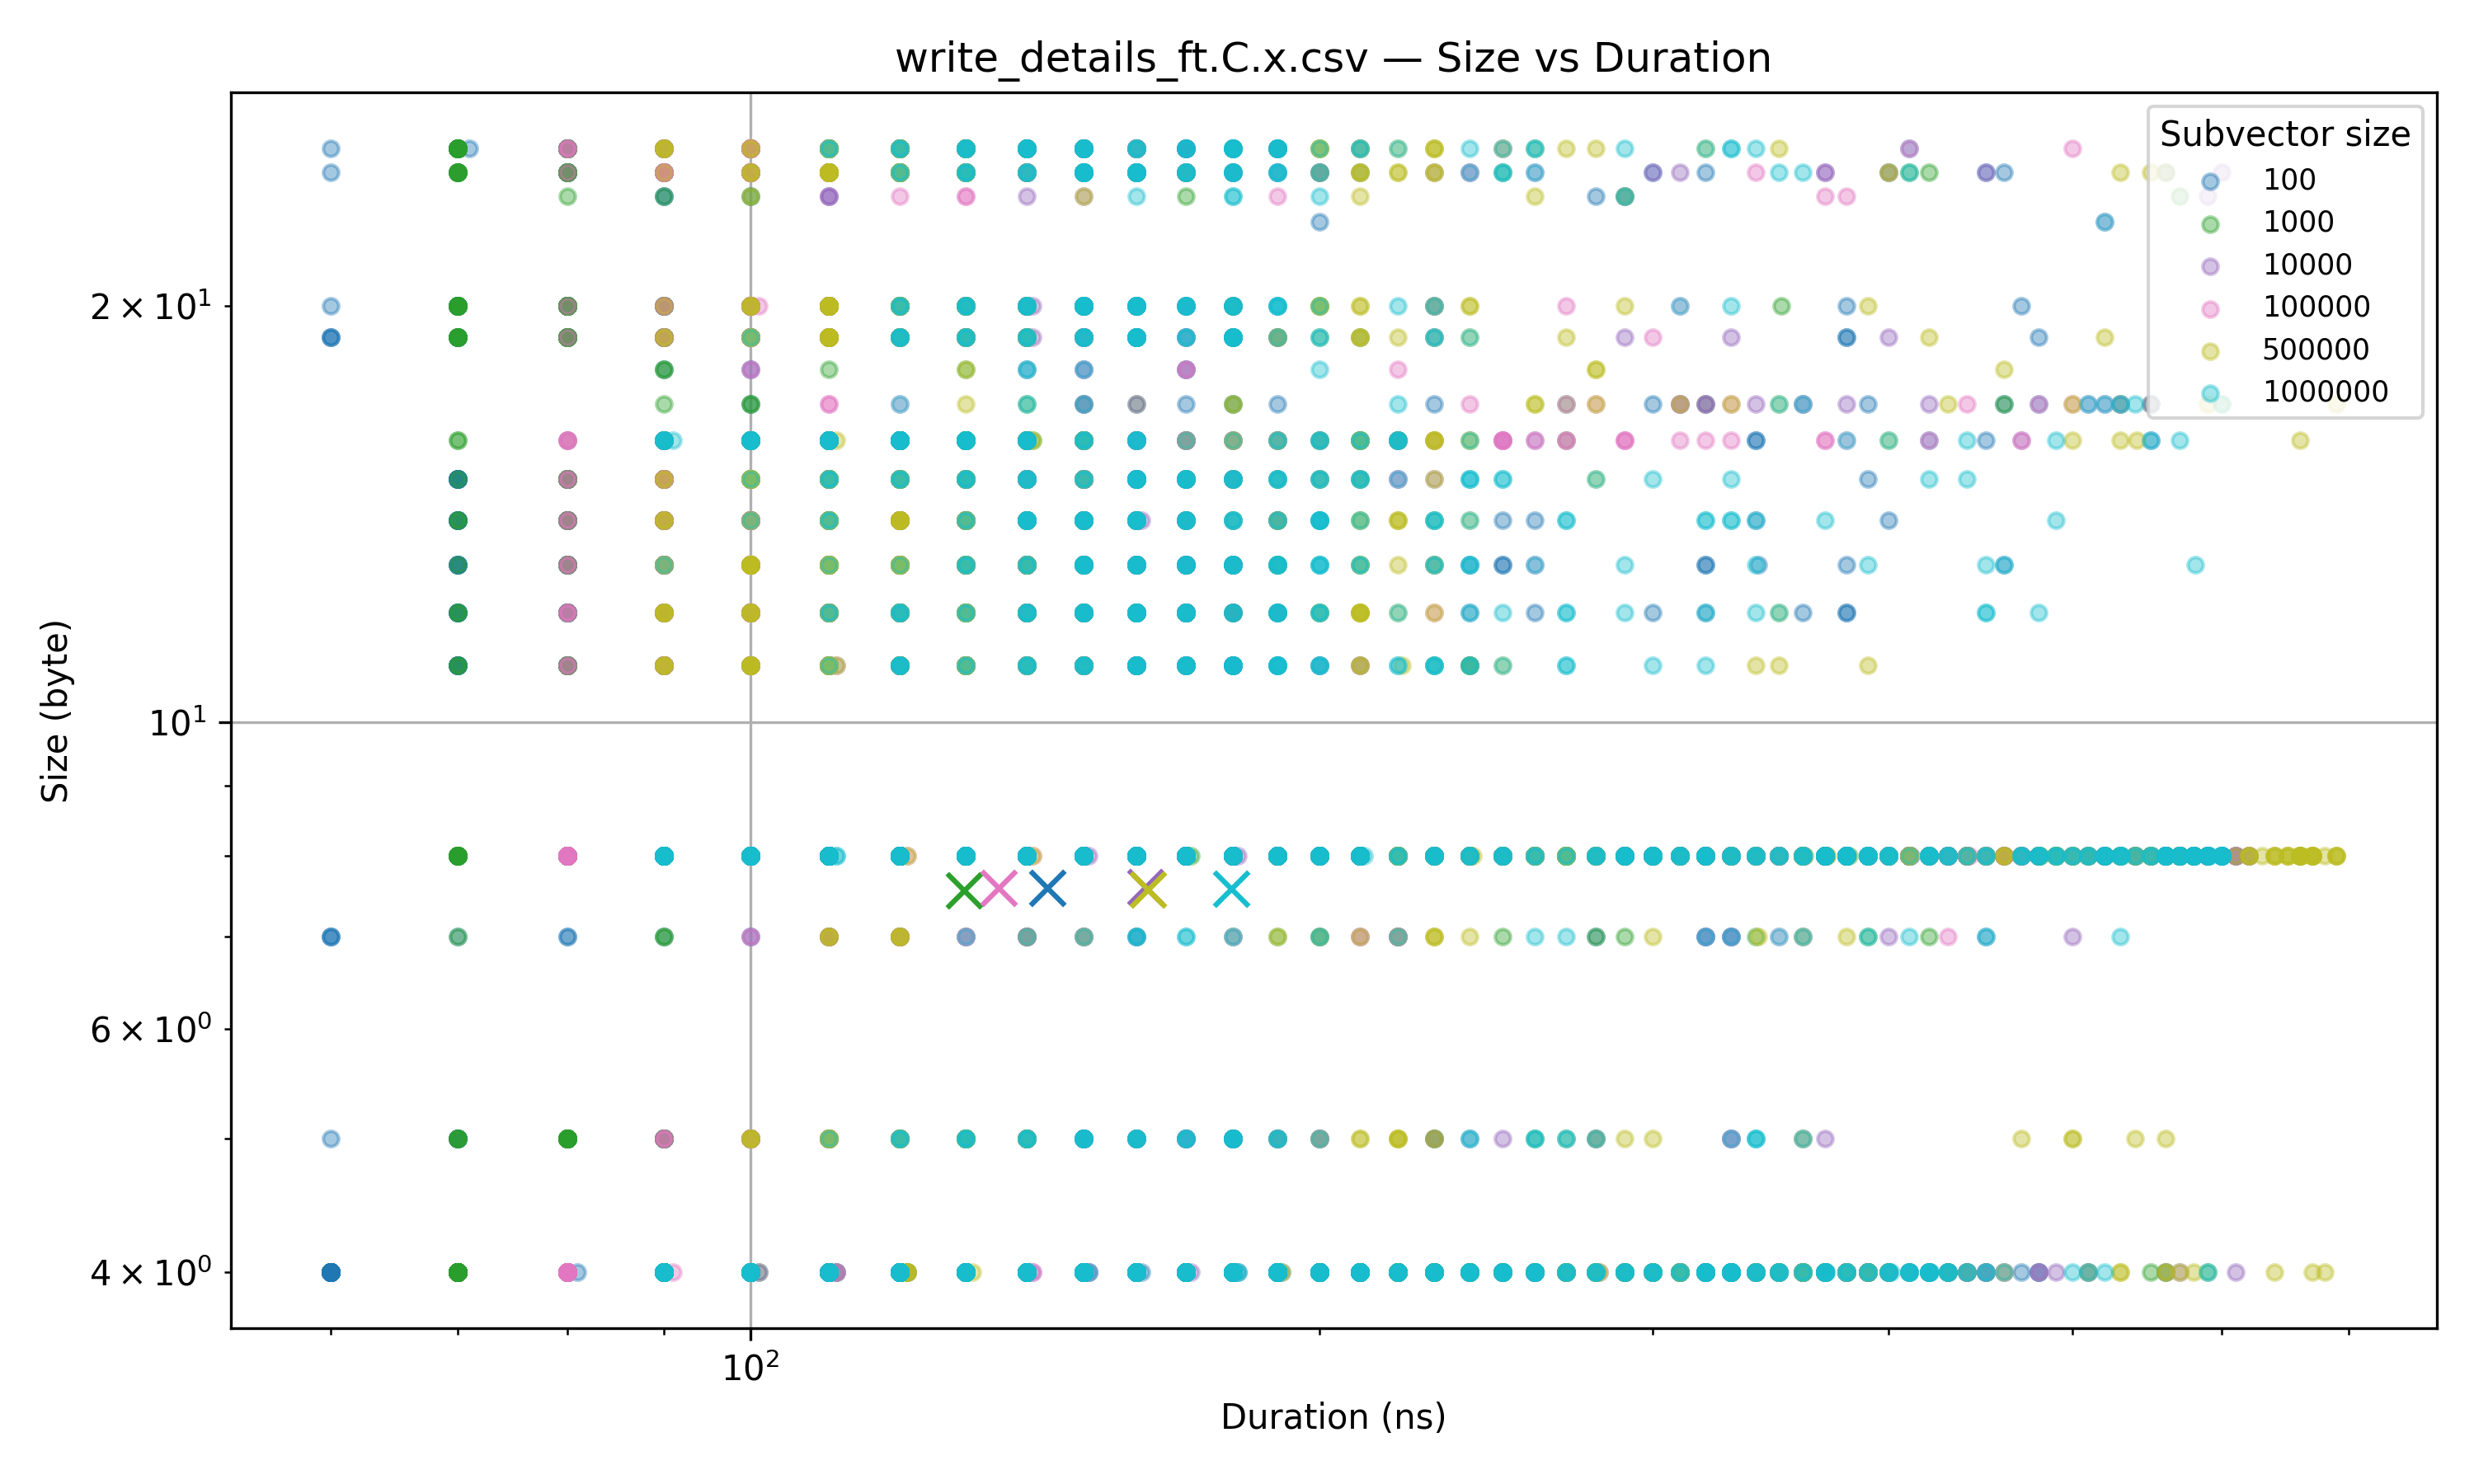 write_details_ft.C.x.csv — Size vs Duration
Subvector size
100
1000
10000
100000
500000
1000000
2 × 10¹
10¹
6 × 10⁰
4 × 10⁰
Size (byte)
10²
Duration (ns)